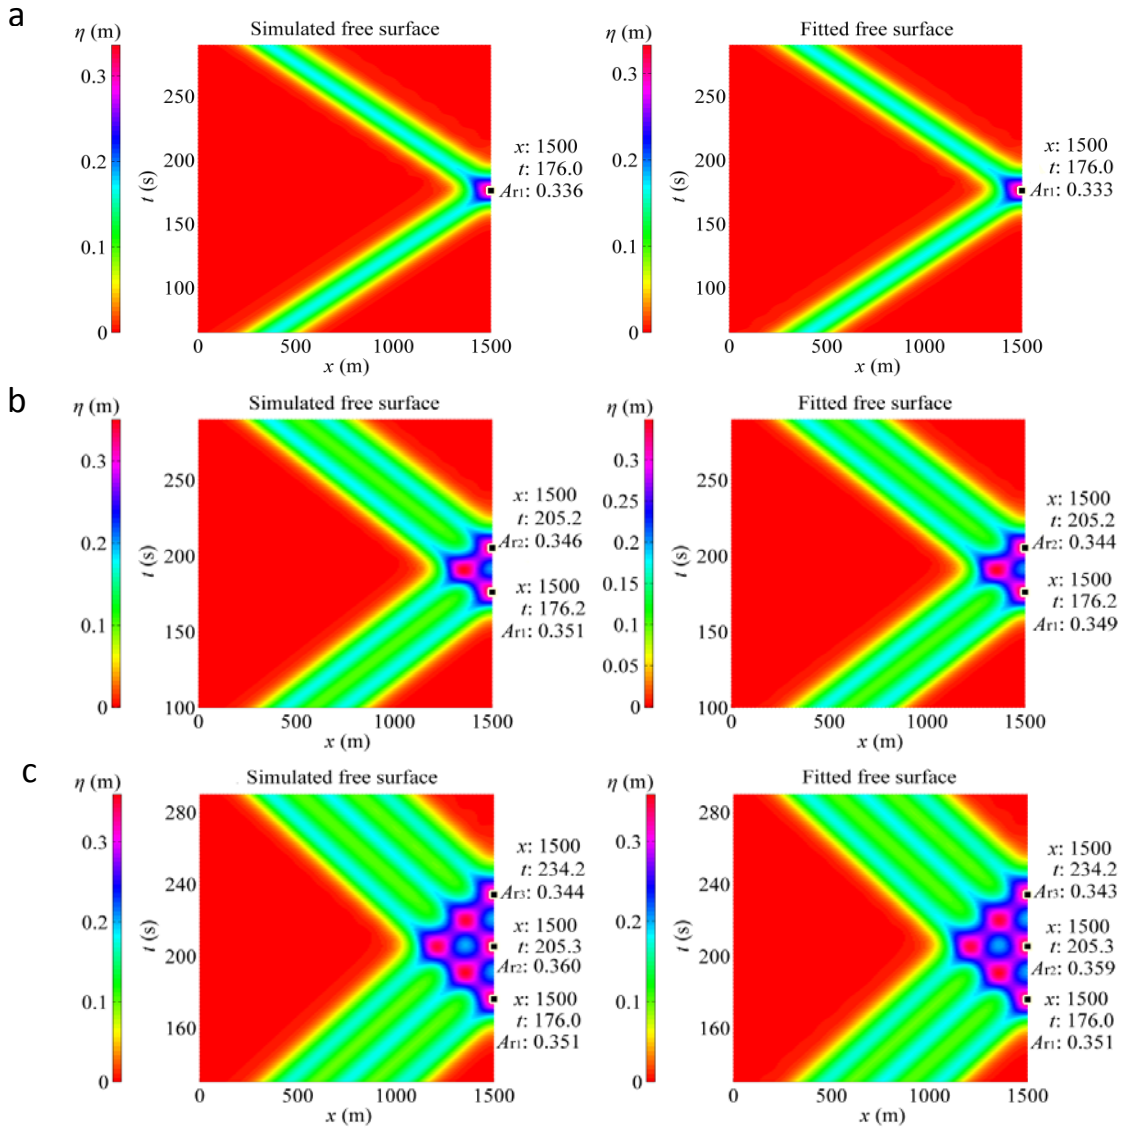 a
η (m)
Simulated free surface
0.3
0.2
0.1
0
250
200
150
100
t (s)
0
500
1000
1500
x (m)
x: 1500
t: 176.0
Ar1: 0.336
η (m)
Fitted free surface
0.3
0.2
0.1
0
250
200
150
100
t (s)
0
500
1000
1500
x (m)
x: 1500
t: 176.0
Ar1: 0.333
b
η (m)
Simulated free surface
0.3
0.2
0.1
0
250
200
150
100
t (s)
0
500
1000
1500
x (m)
x: 1500
t: 205.2
Ar2: 0.346
x: 1500
t: 176.2
Ar1: 0.351
η (m)
Fitted free surface
0.3
0.25
0.2
0.15
0.1
0.05
0
250
200
150
100
t (s)
0
500
1000
1500
x (m)
x: 1500
t: 205.2
Ar2: 0.344
x: 1500
t: 176.2
Ar1: 0.349
c
η (m)
Simulated free surface
0.3
0.2
0.1
0
280
240
200
160
t (s)
0
500
1000
1500
x (m)
x: 1500
t: 234.2
Ar3: 0.344
x: 1500
t: 205.3
Ar2: 0.360
x: 1500
t: 176.0
Ar1: 0.351
η (m)
Fitted free surface
0.3
0.2
0.1
0
280
240
200
160
t (s)
0
500
1000
1500
x (m)
x: 1500
t: 234.2
Ar3: 0.343
x: 1500
t: 205.3
Ar2: 0.359
x: 1500
t: 176.0
Ar1: 0.351